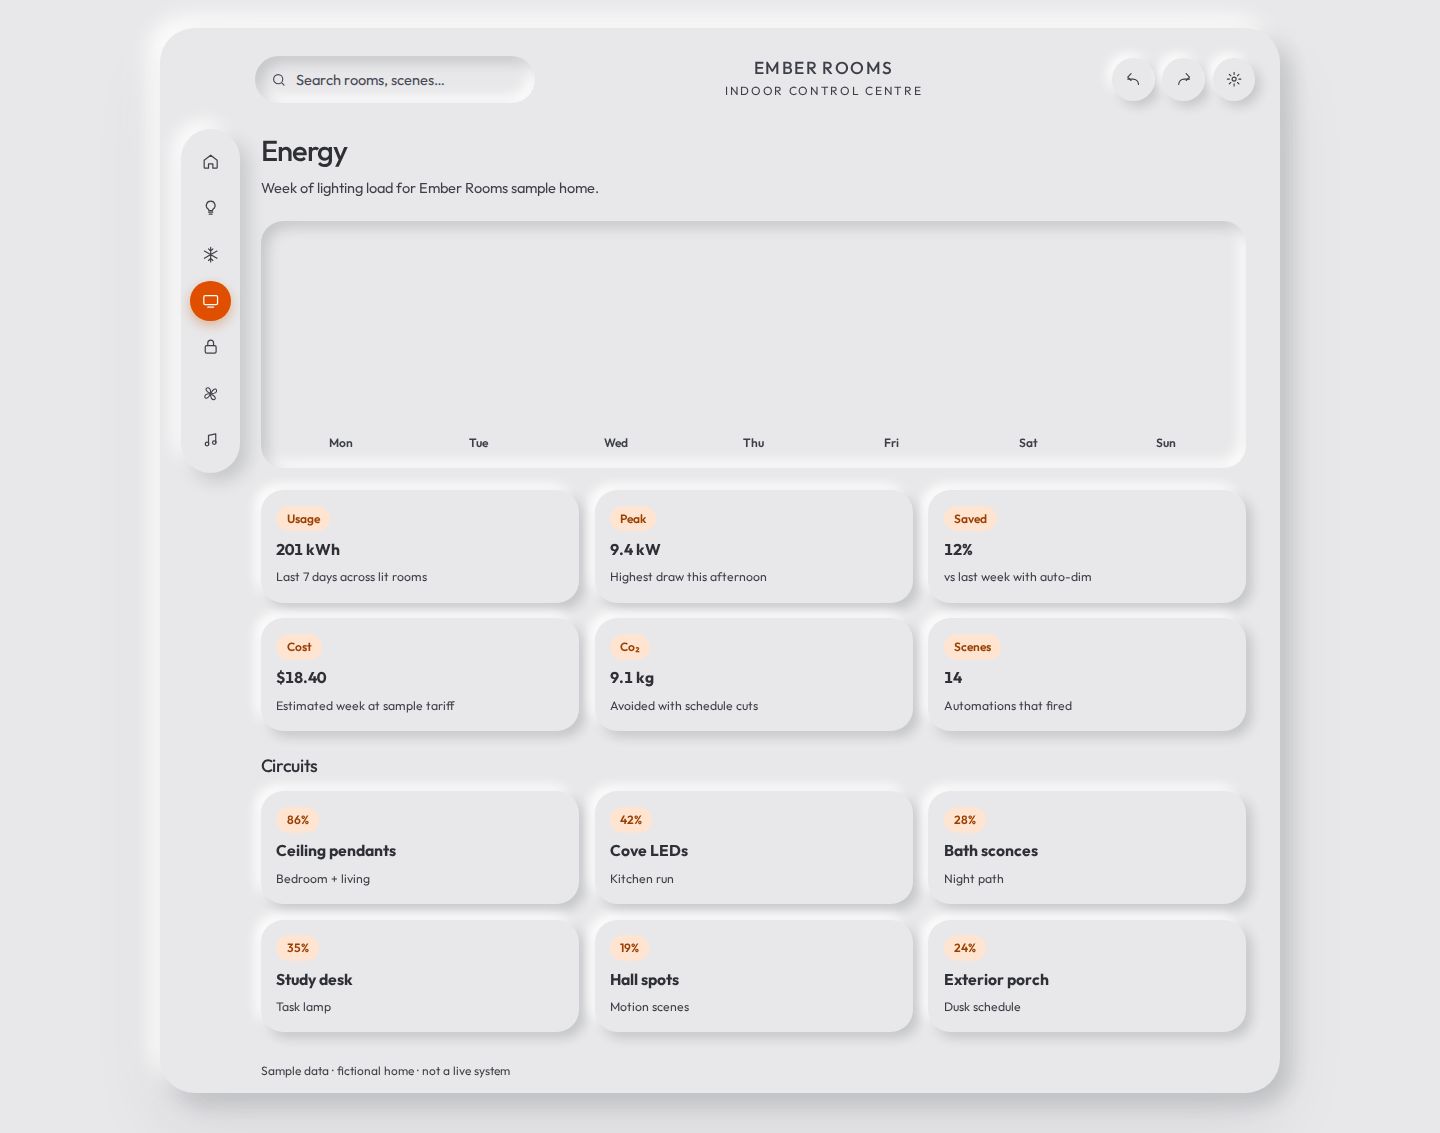 Search rooms, scenes...
EMBER ROOMS
INDOOR CONTROL CENTRE
Energy
Week of lighting load for Ember Rooms sample home.
Mon Tue Wed Thu Fri Sat Sun
Usage
201 kWh
Last 7 days across lit rooms
Peak
9.4 kW
Highest draw this afternoon
Saved
12%
vs last week with auto-dim
Cost
$18.40
Estimated week at sample tariff
Co₂
9.1 kg
Avoided with schedule cuts
Scenes
14
Automations that fired
Circuits
86%
Ceiling pendants
Bedroom + living
42%
Cove LEDs
Kitchen run
28%
Bath sconces
Night path
35%
Study desk
Task lamp
19%
Hall spots
Motion scenes
24%
Exterior porch
Dusk schedule
Sample data · fictional home · not a live system